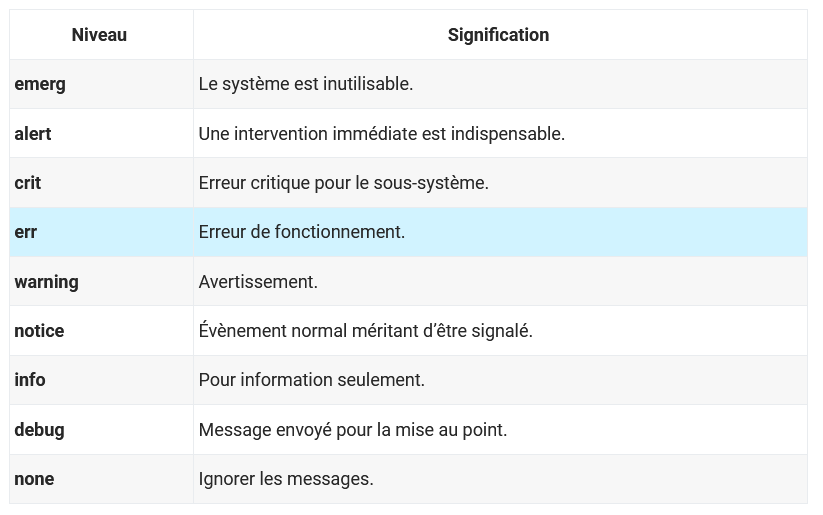 Niveau Signification
emerg Le système est inutilisable.
alert Une intervention immédiate est indispensable.
crit Erreur critique pour le sous-système.
err Erreur de fonctionnement.
warning Avertissement.
notice Évènement normal méritant d’être signalé.
info Pour information seulement.
debug Message envoyé pour la mise au point.
none Ignorer les messages.